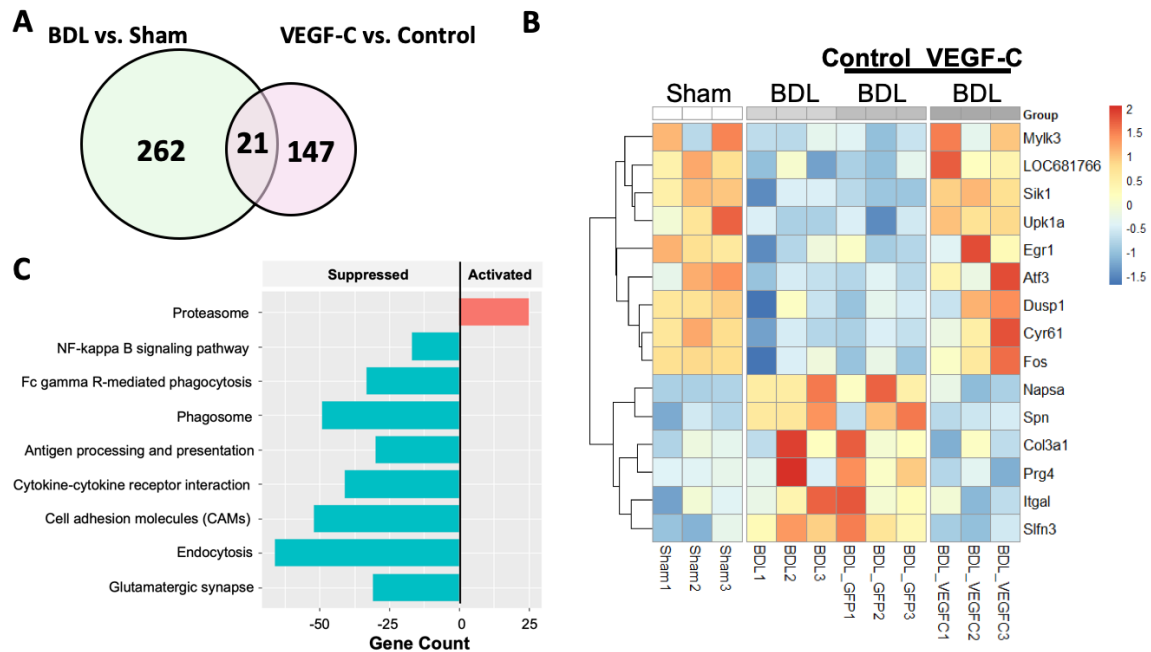 A
BDL vs. Sham
VEGF-C vs. Control
262
21
147
B
Control VEGF-C
Sham
BDL
BDL
BDL
Group
Mylk3
LOC681766
Sik1
Upk1a
Egr1
Atf3
Dusp1
Cyr61
Fos
Napsa
Spn
Col3a1
Prg4
Itgal
Slfn3
2
1.5
1
0.5
0
-0.5
-1
-1.5
Sham1
Sham2
Sham3
BDL1
BDL2
BDL3
BDL_GFP1
BDL_GFP2
BDL_GFP3
BDL_VEGFC1
BDL_VEGFC2
BDL_VEGFC3
C
Suppressed
Activated
Proteasome
NF-kappa B signaling pathway
Fc gamma R-mediated phagocytosis
Phagosome
Antigen processing and presentation
Cytokine-cytokine receptor interaction
Cell adhesion molecules (CAMs)
Endocytosis
Glutamatergic synapse
-50
-25
0
25
Gene Count